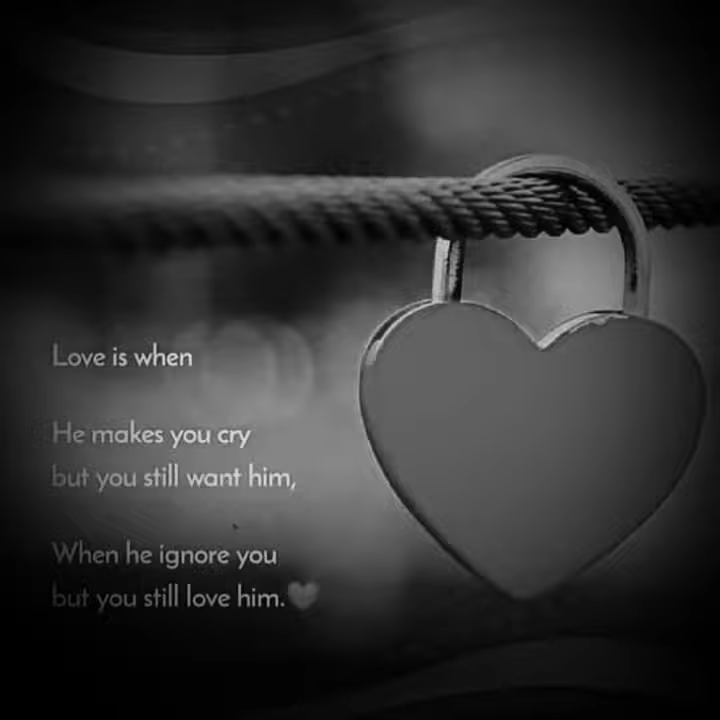 Love is when
He makes you cry
but you still want him,
When he ignore you
but you still love him.🤍